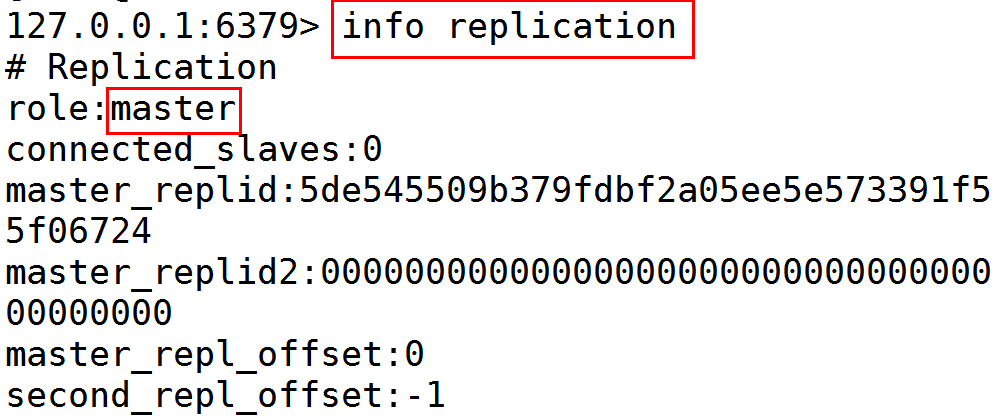 127.0.0.1:6379> info replication
# Replication
role:master
connected_slaves:0
master_replid:5de545509b379fdbf2a05ee5e573391f5
5f06724
master_replid2:00000000000000000000000000000000
00000000
master_repl_offset:0
second_repl_offset:-1